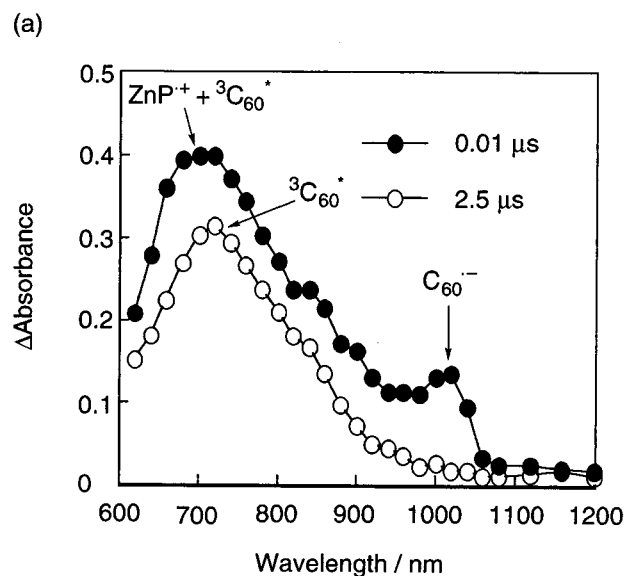 (a)
0.5
ZnP·+ + ³C₆₀*
0.01 μs
0.4
2.5 μs
³C₆₀*
0.3
C₆₀·−
ΔAbsorbance
0.2
0.1
0
600 700 800 900 1000 1100 1200
Wavelength / nm